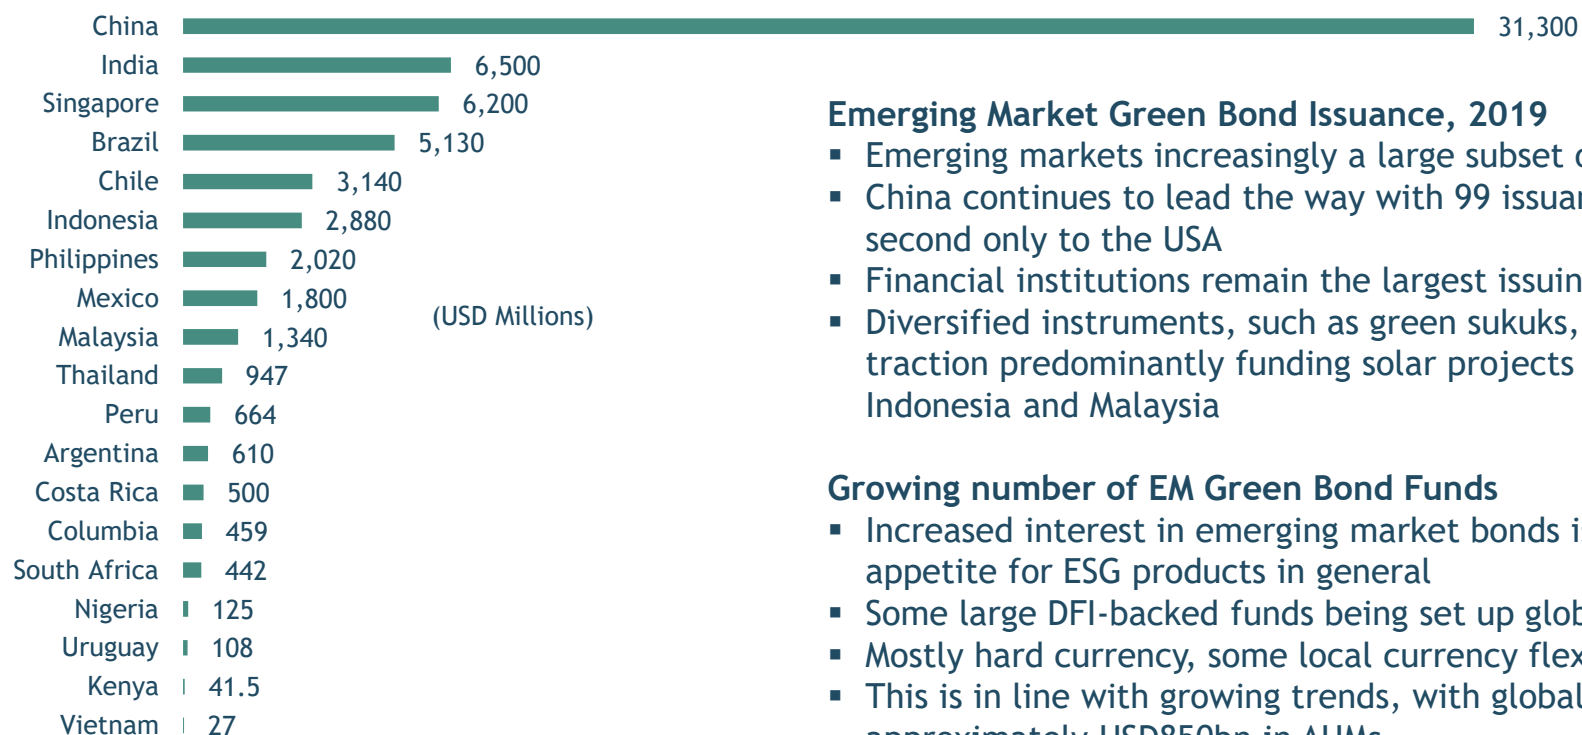 China 31,300
India 6,500
Singapore 6,200
Brazil 5,130
Chile 3,140
Indonesia 2,880
Philippines 2,020
Mexico 1,800
(USD Millions)
Malaysia 1,340
Thailand 947
Peru 664
Argentina 610
Costa Rica 500
Columbia 459
South Africa 442
Nigeria 125
Uruguay 108
Kenya 41.5
Vietnam 27
Emerging Market Green Bond Issuance, 2019
▪ Emerging markets increasingly a large subset
▪ China continues to lead the way with 99
second only to the USA
▪ Financial institutions remain the largest
▪ Diversified instruments, such as green sukuks,
traction predominantly funding solar projects
Indonesia and Malaysia
Growing number of EM Green Bond Funds
▪ Increased interest in emerging market bonds
appetite for ESG products in general
▪ Some large DFI-backed funds being set up
▪ Mostly hard currency, some local currency
▪ This is in line with growing trends, with global
approximately USD850bn in AUMs